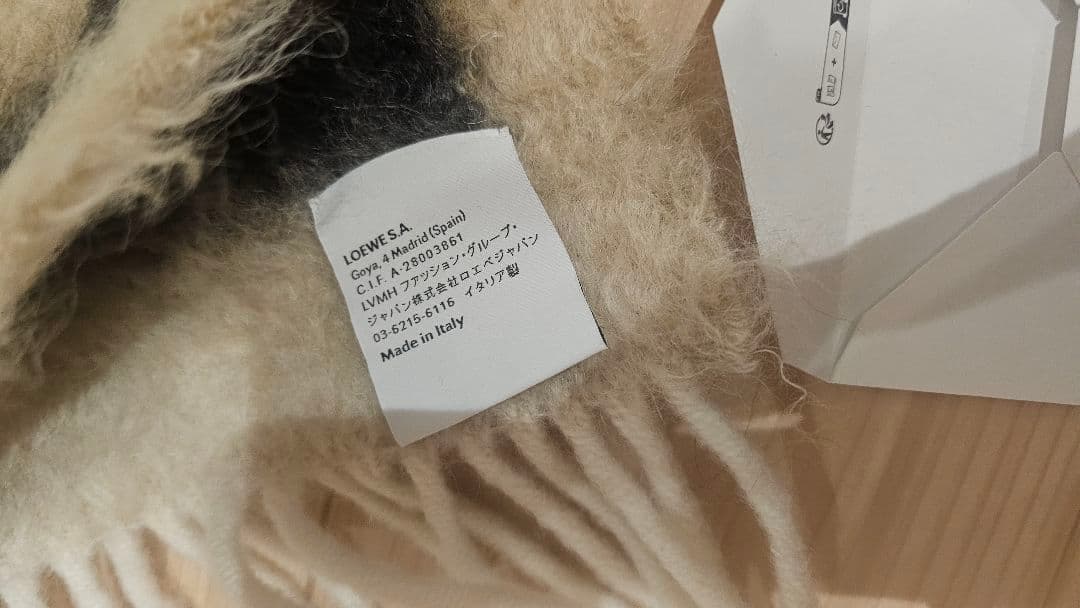 LOEWE S.A.
Goya, 4 Madrid (Spain)
C.I.F. A-28003861
LVMH ファッション・グループ・
ジャパン株式会社ロエベジャパン
03-6215-6116 イタリア製
Made in Italy